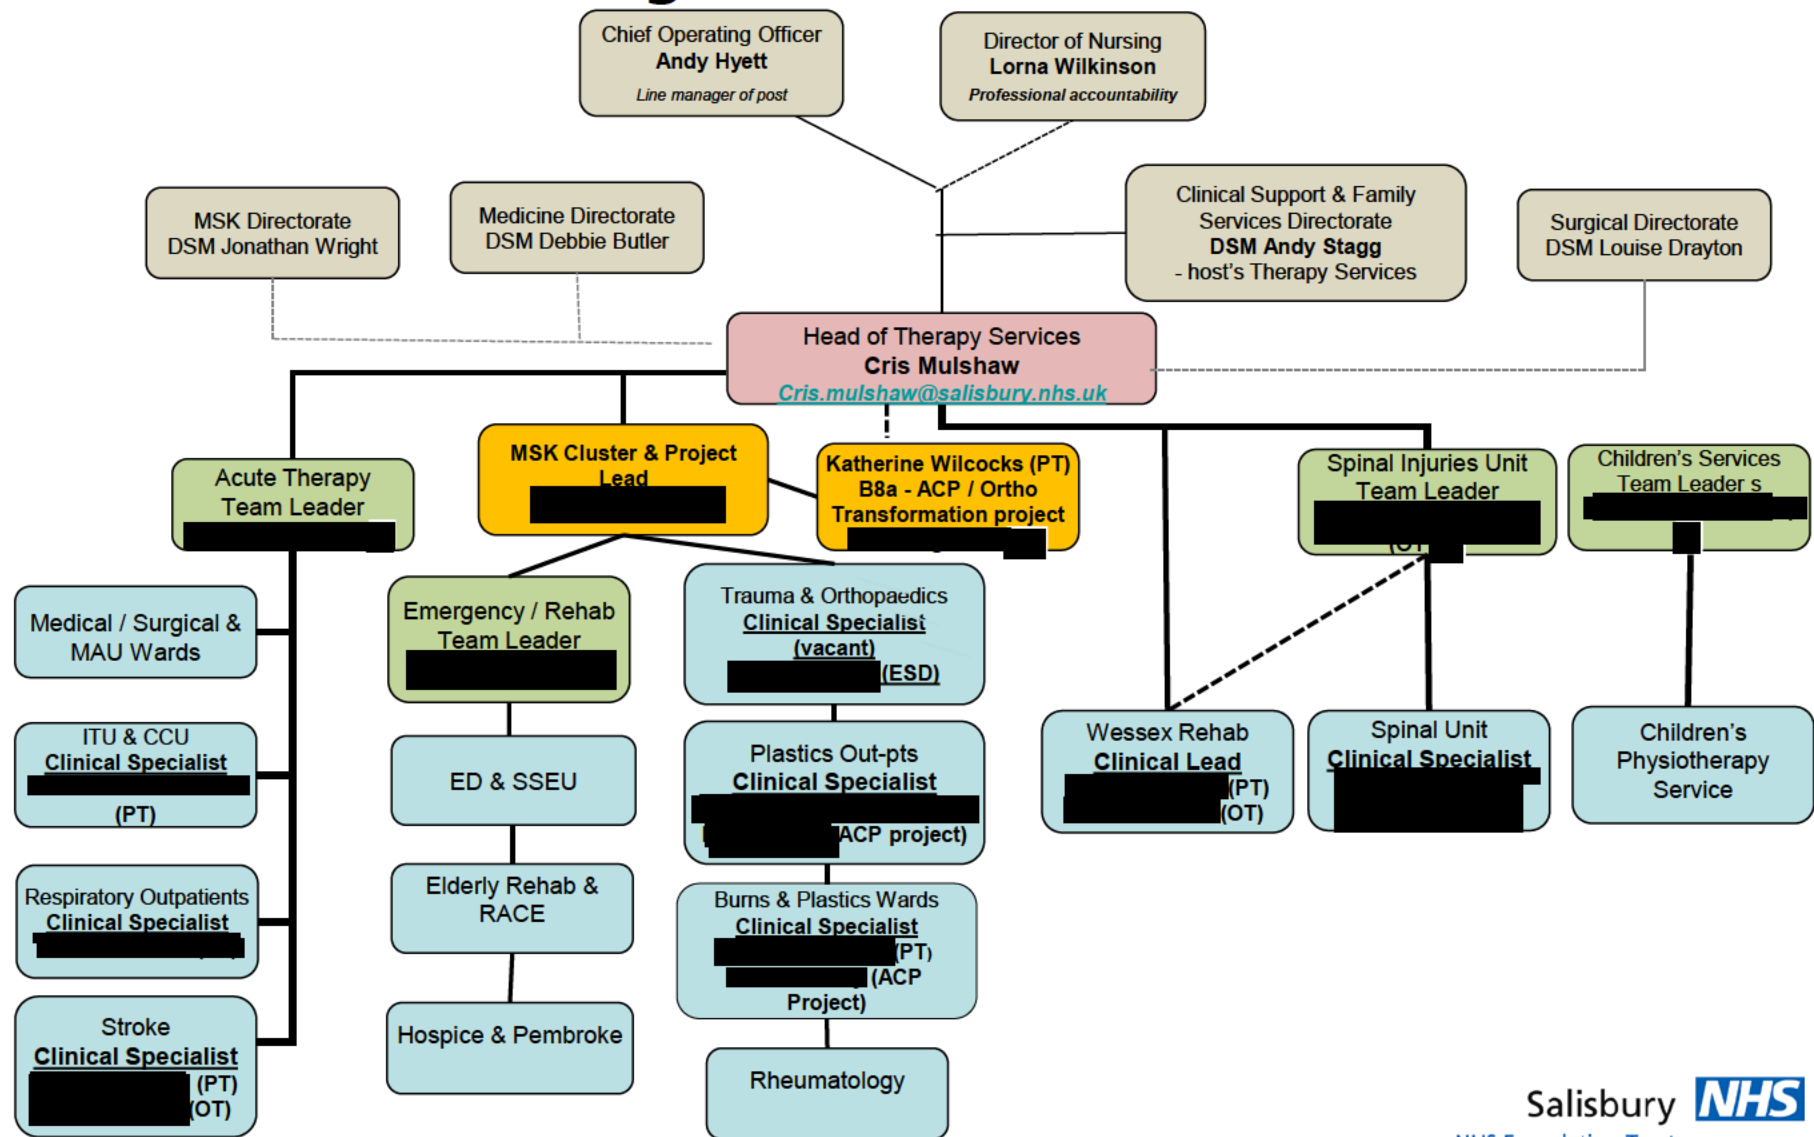 Chief Operating Officer
Andy Hyett
Line manager of post
Director of Nursing
Lorna Wilkinson
Professional accountability
MSK Directorate
DSM Jonathan Wright
Medicine Directorate
DSM Debbie Butler
Clinical Support & Family
Services Directorate
DSM Andy Stagg
- host's Therapy Services
Surgical Directorate
DSM Louise Drayton
Head of Therapy Services
Cris Mulshaw
Cris.mulshaw@salisbury.nhs.uk
Acute Therapy
Team Leader
MSK Cluster & Project
Lead
Katherine Wilcocks (PT)
B8a - ACP / Ortho
Transformation project
Spinal Injuries Unit
Team Leader
(OT
Children's Services
Team Leader s
Medical / Surgical &
MAU Wards
ITU & CCU
Clinical Specialist
(PT)
Respiratory Outpatients
Clinical Specialist
Stroke
Clinical Specialist
(PT)
(OT)
Emergency / Rehab
Team Leader
ED & SSEU
Elderly Rehab &
RACE
Hospice & Pembroke
Trauma & Orthopaedics
Clinical Specialist
(vacant)
(ESD)
Plastics Out-pts
Clinical Specialist
ACP project)
Burns & Plastics Wards
Clinical Specialist
(PT)
(ACP
Project)
Rheumatology
Wessex Rehab
Clinical Lead
(PT)
(OT)
Spinal Unit
Clinical Specialist
Children's
Physiotherapy
Service
Salisbury NHS